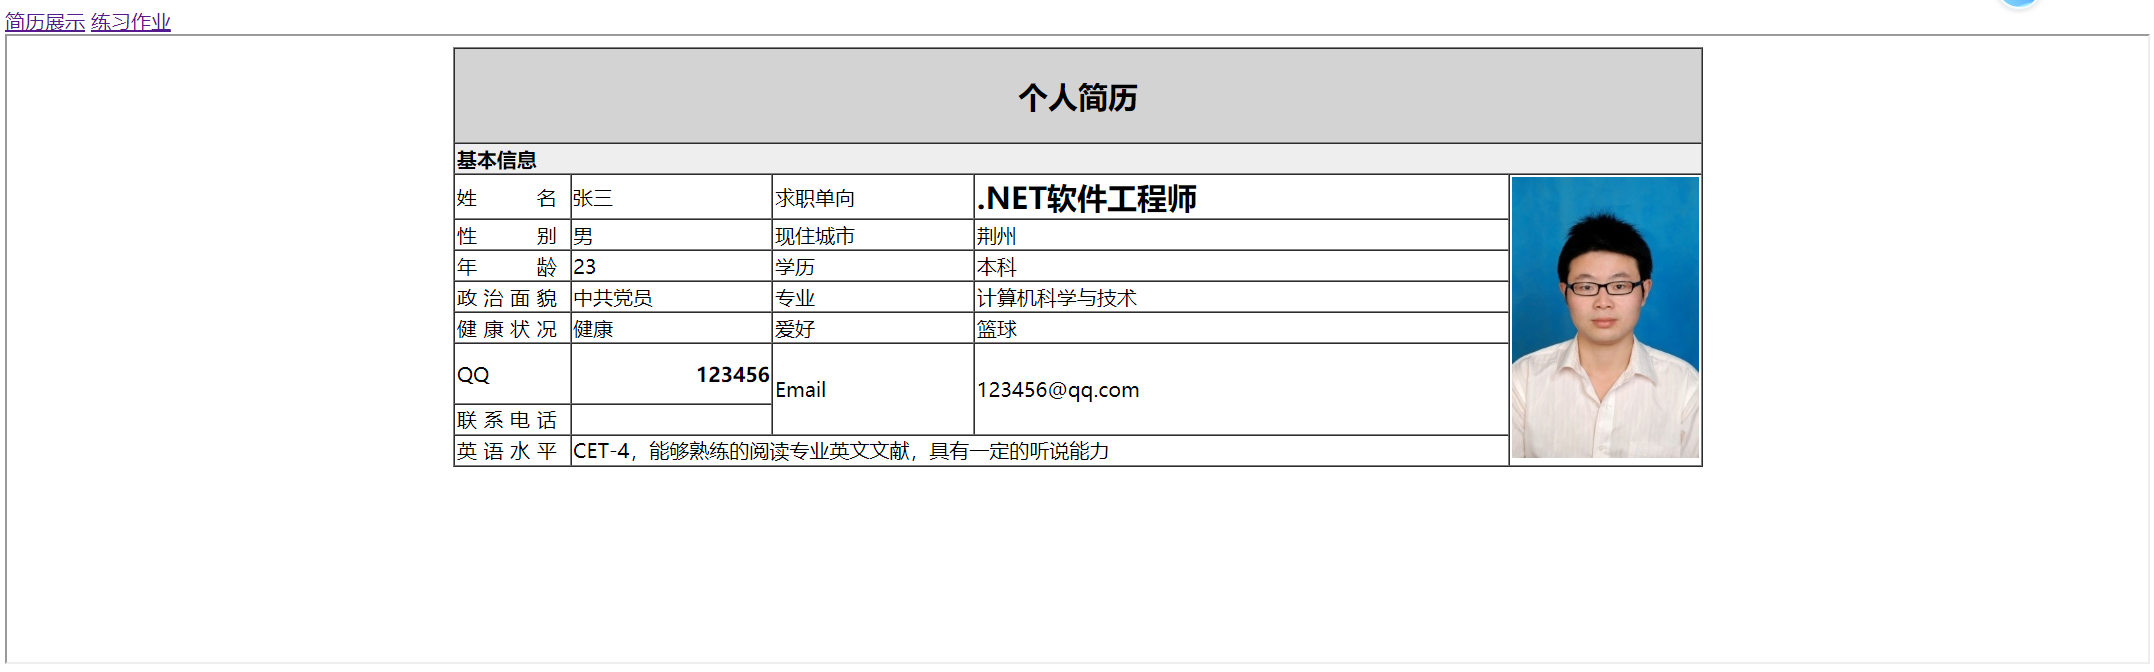 简历展示 练习作业
个人简历
基本信息
姓 名 张三 求职单向 .NET软件工程师
性 别 男 现住城市 荆州
年 龄 23 学历 本科
政 治 面 貌 中共党员 专业 计算机科学与技术
健 康 状 况 健康 爱好 篮球
QQ 123456 Email 123456@qq.com
联 系 电 话
英 语 水 平 CET-4，能够熟练的阅读专业英文文献，具有一定的听说能力